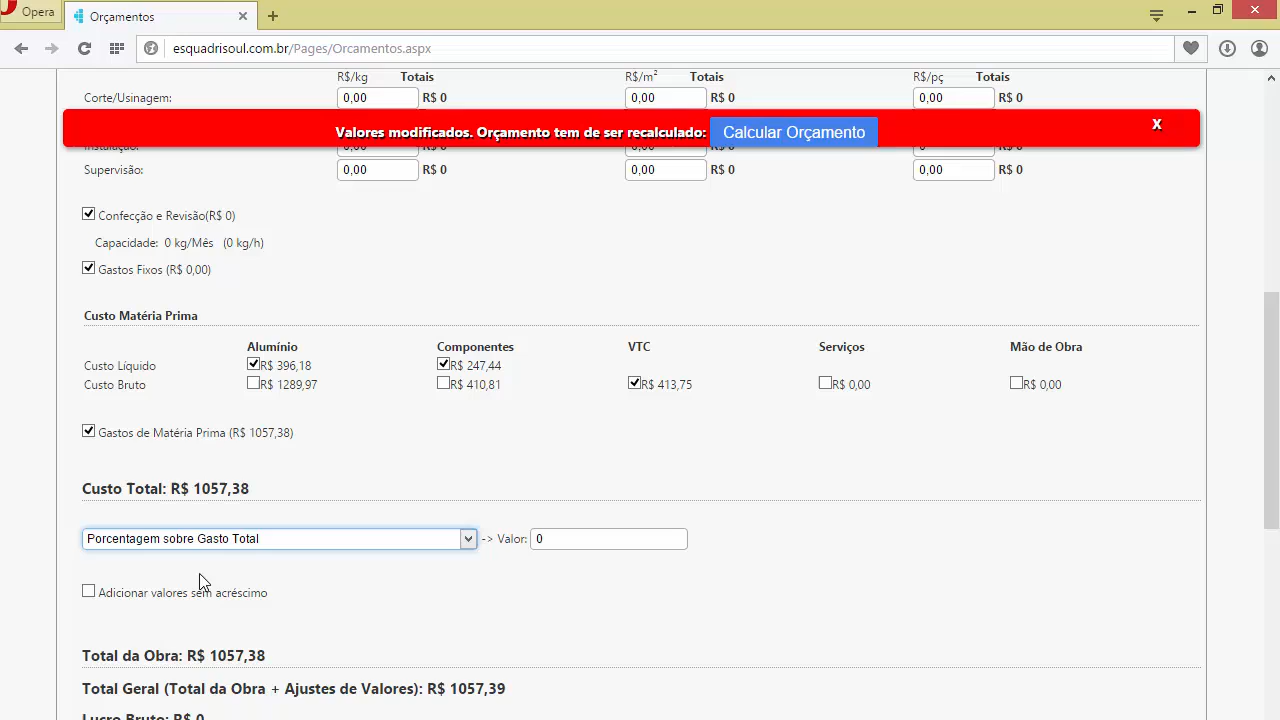 Opera
Orçamentos
esquadrisoul.com.br/Pages/Orcamentos.aspx
R$/kg Totais R$/m² Totais R$/pç Totais
Corte/Usinagem: 0,00 R$ 0 0,00 R$ 0 0,00 R$ 0
Valores modificados. Orçamento tem de ser recalculado: Calcular Orçamento X
Instalação:
Supervisão: 0,00 R$ 0 0,00 R$ 0 0,00 R$ 0
Confecção e Revisão(R$ 0)
Capacidade: 0 kg/Mês (0 kg/h)
Gastos Fixos (R$ 0,00)
Custo Matéria Prima
Alumínio Componentes VTC Serviços Mão de Obra
Custo Líquido R$ 396,18 R$ 247,44
Custo Bruto R$ 1289,97 R$ 410,81 R$ 413,75 R$ 0,00 R$ 0,00
Gastos de Matéria Prima (R$ 1057,38)
Custo Total: R$ 1057,38
Porcentagem sobre Gasto Total -> Valor: 0
Adicionar valores sem acréscimo
Total da Obra: R$ 1057,38
Total Geral (Total da Obra + Ajustes de Valores): R$ 1057,39
Lucro Bruto: R$ 0